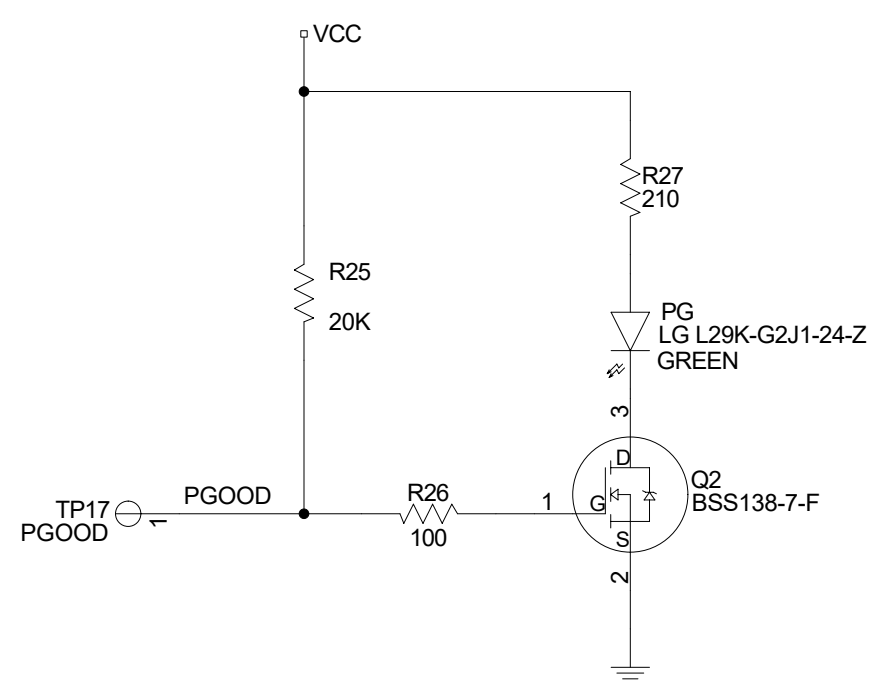 VCC
R27
210
R25
20K
PG
LG L29K-G2J1-24-Z
GREEN
3
D
Q2
BSS138-7-F
G
S
1
R26
100
PGOOD
TP17
PGOOD
1
2